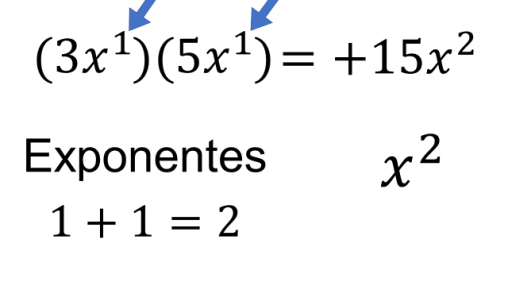 (3x¹)(5x¹)= +15x²
Exponentes
x²
1 + 1 = 2